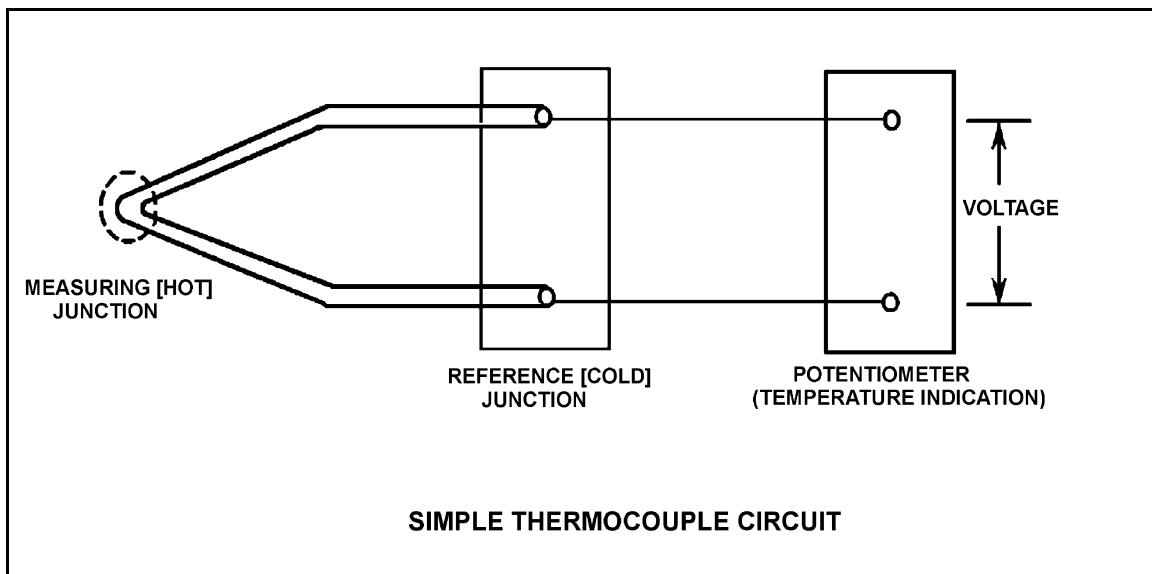 VOLTAGE
MEASURING [HOT]
JUNCTION
REFERENCE [COLD]
JUNCTION
POTENTIOMETER
(TEMPERATURE INDICATION)
SIMPLE THERMOCOUPLE CIRCUIT